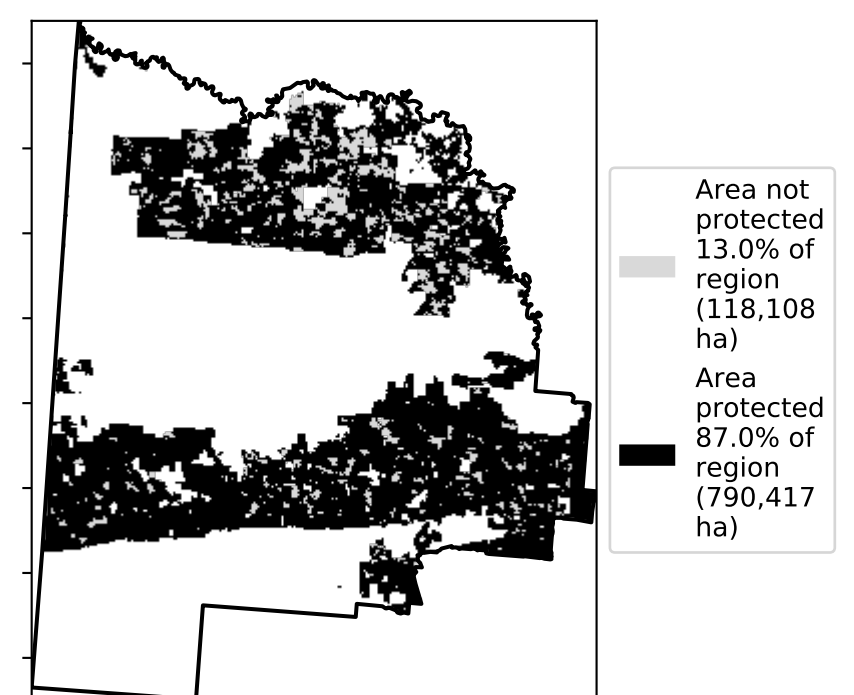 Area not
protected
13.0% of
region
(118,108
ha)
Area
protected
87.0% of
region
(790,417
ha)